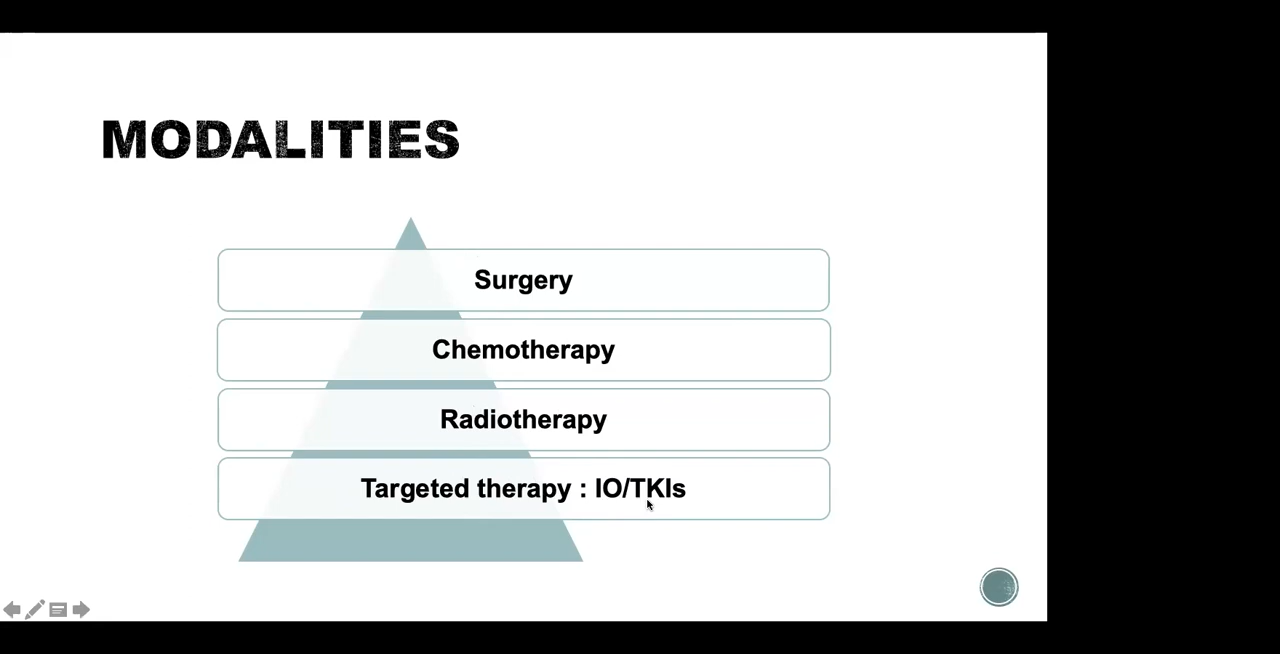 MODALITIES
Surgery
Chemotherapy
Radiotherapy
Targeted therapy : IO/TKIs